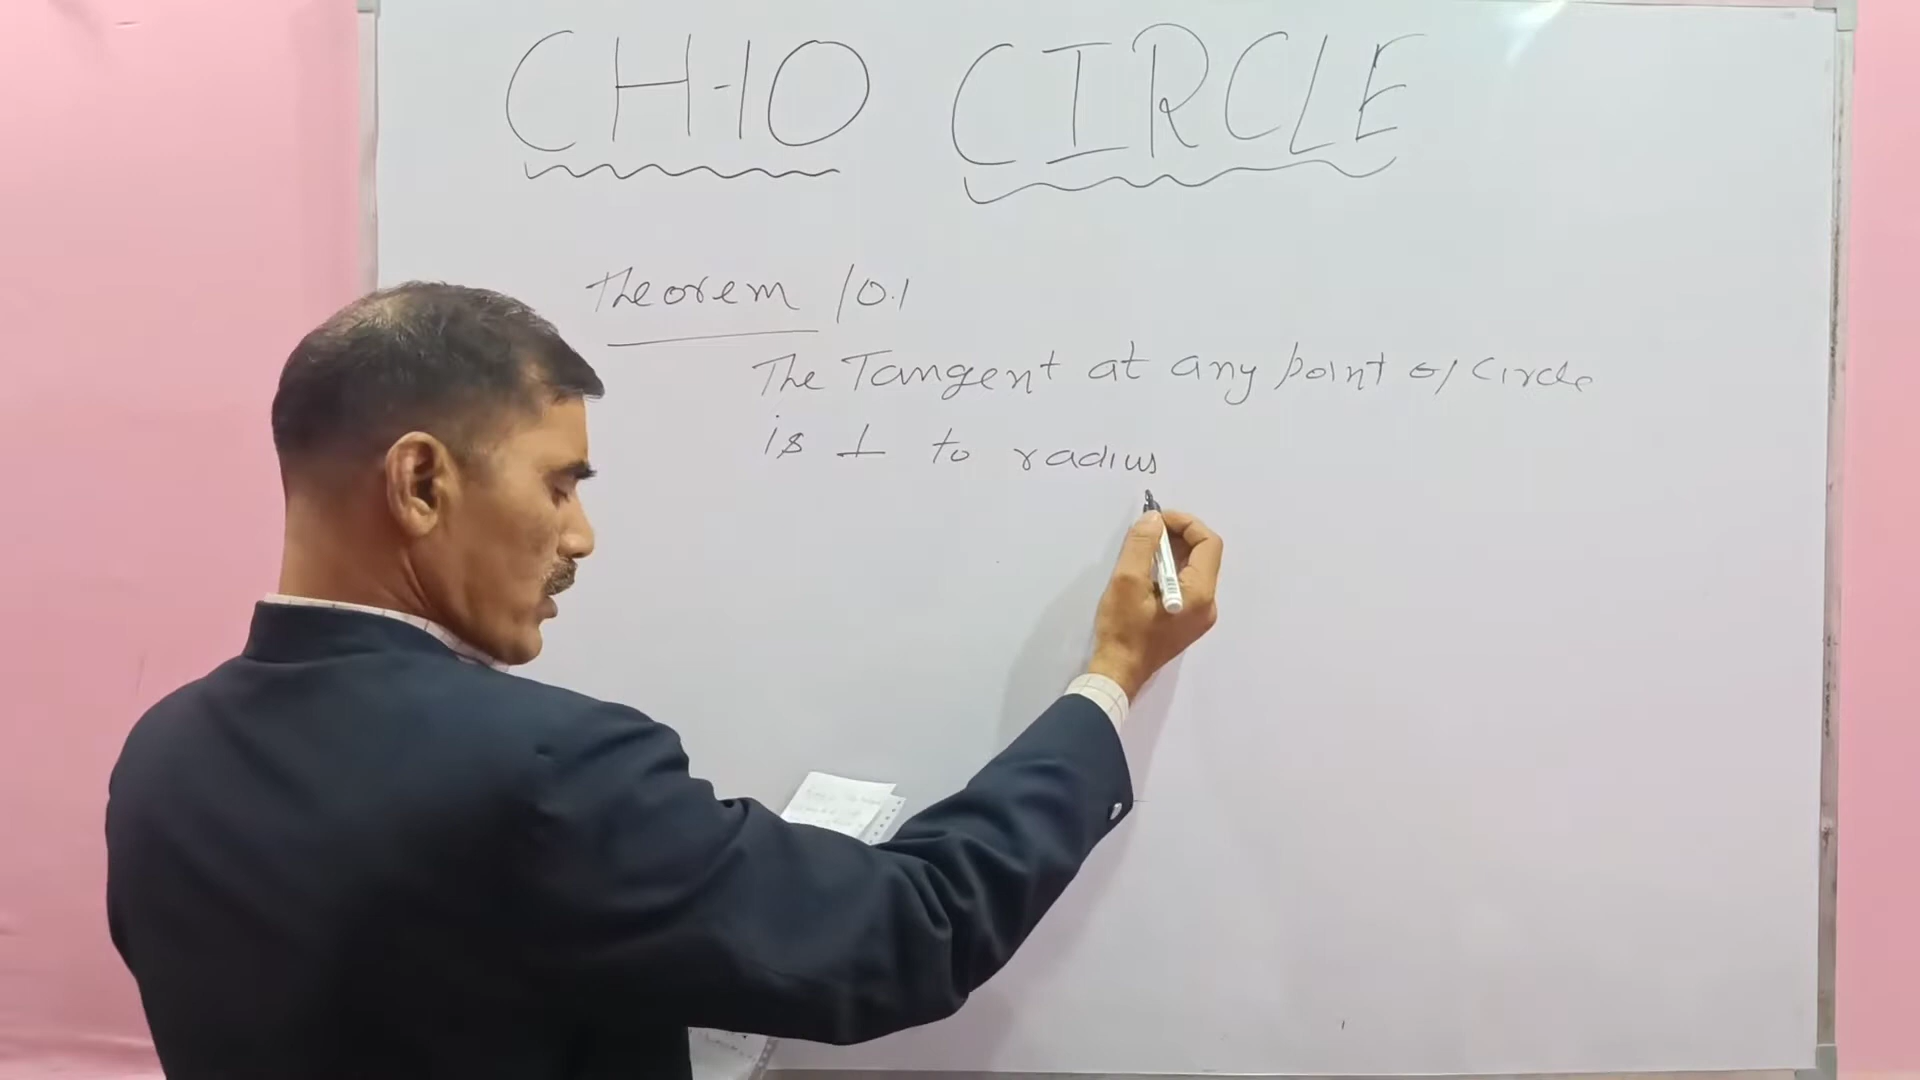 CH-10 CIRCLE
Theorem 10.1
The Tangent at any point of circle
is ⊥ to radius